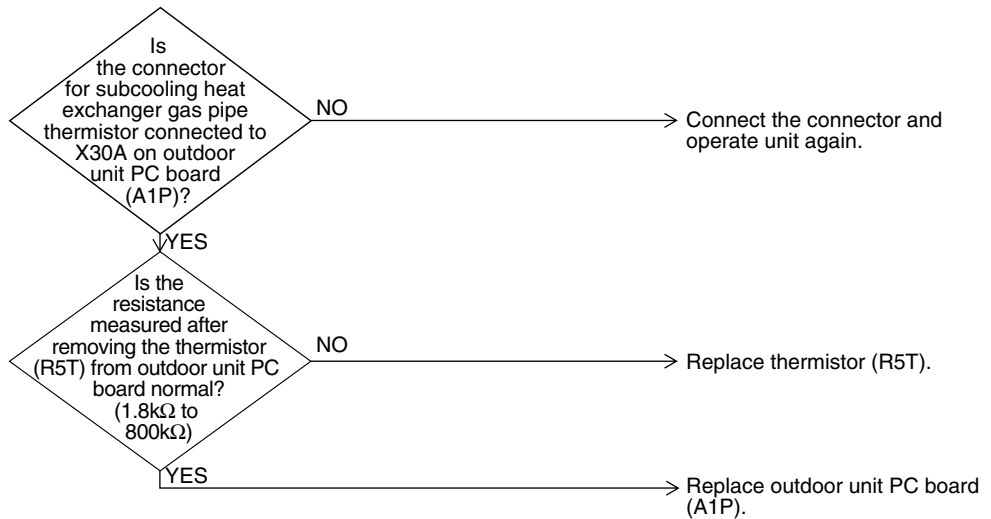 Is
the connector
for subcooling heat
exchanger gas pipe
thermistor connected to
X30A on outdoor
unit PC board
(A1P)?
NO
Connect the connector and
operate unit again.
YES
Is the
resistance
measured after
removing the thermistor
(R5T) from outdoor unit PC
board normal?
(1.8kΩ to
800kΩ)
NO
Replace thermistor (R5T).
YES
Replace outdoor unit PC board
(A1P).